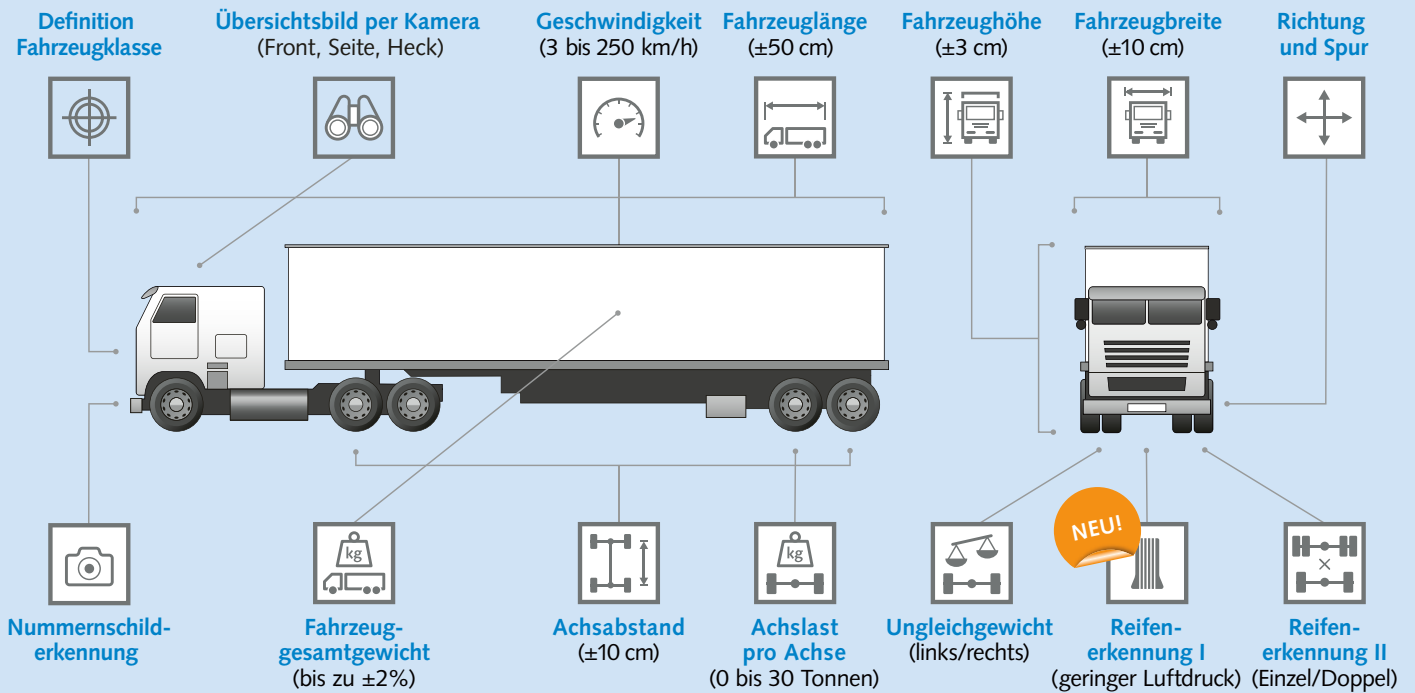 Definition
Fahrzeugklasse
Übersichtsbild per Kamera
(Front, Seite, Heck)
Geschwindigkeit
(3 bis 250 km/h)
Fahrzeuglänge
(±50 cm)
Fahrzeughöhe
(±3 cm)
Fahrzeugbreite
(±10 cm)
Richtung
und Spur
NEU!
kg
kg
Nummernschild-
erkennung
Fahrzeug-
gesamtgewicht
(bis zu ±2%)
Achsabstand
(±10 cm)
Achslast
pro Achse
(0 bis 30 Tonnen)
Ungleichgewicht
(links/rechts)
Reifen-
erkennung I
(geringer Luftdruck)
Reifen-
erkennung II
(Einzel/Doppel)